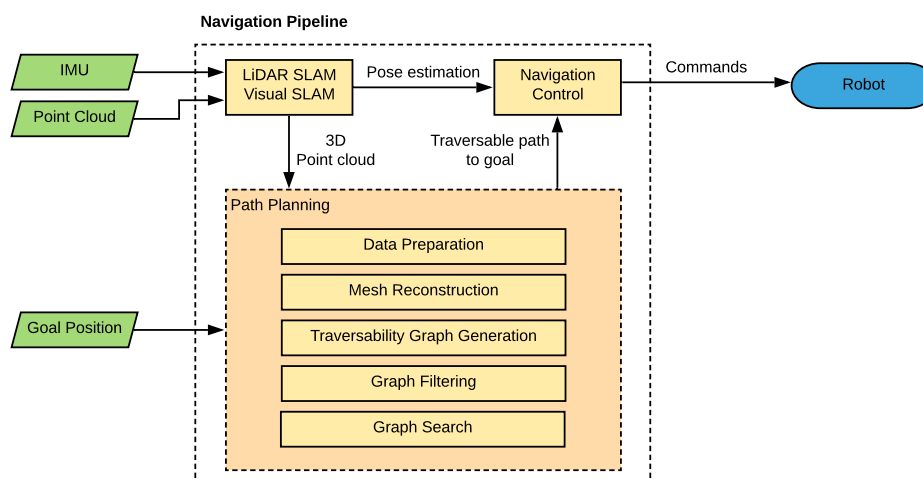 Navigation Pipeline
IMU
Point Cloud
LiDAR SLAM
Visual SLAM
Pose estimation
Navigation
Control
Commands
Robot
3D
Point cloud
Traversable path
to goal
Path Planning
Data Preparation
Mesh Reconstruction
Traversability Graph Generation
Graph Filtering
Graph Search
Goal Position